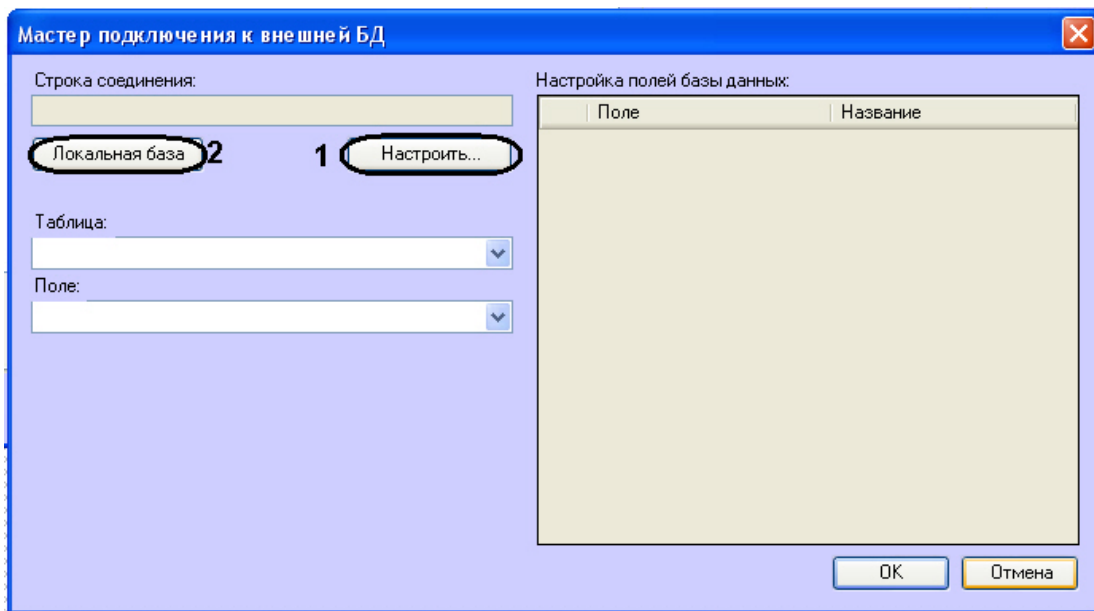 Мастер подключения к внешней БД
Строка соединения:
Локальная база 2
1 Настроить...
Таблица:
Поле:
Настройка полей базы данных:
Поле Название
OK Отмена